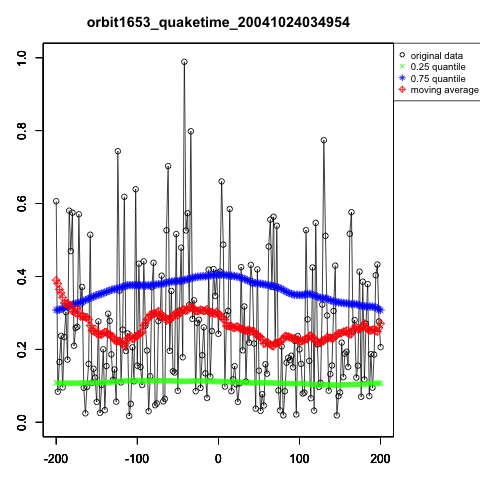 orbit1653_quaketime_20041024034954
original data
0.25 quantile
0.75 quantile
moving average
1.0
0.8
0.6
0.4
0.2
0.0
-200 -100 0 100 200